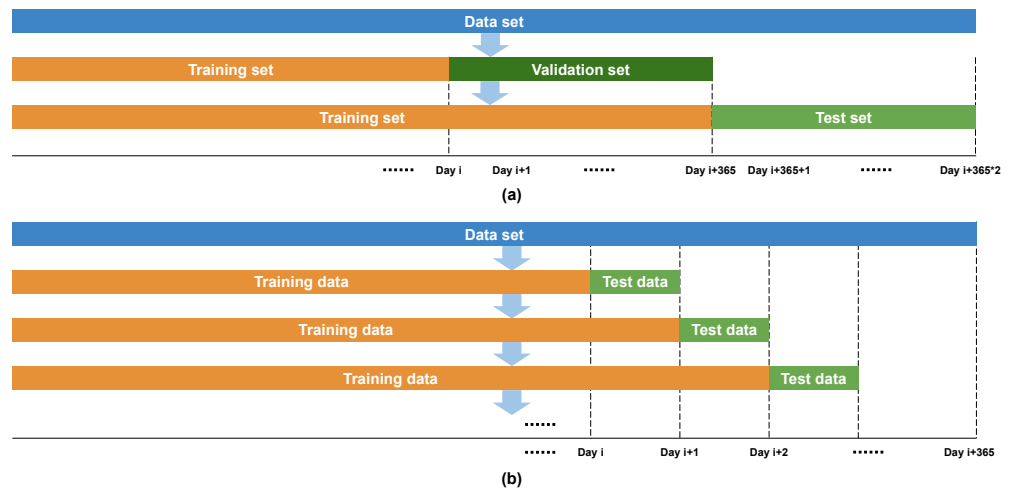 Data set
Training set Validation set
Training set Test set
...... Day i Day i+1 ...... Day i+365 Day i+365+1 ...... Day i+365*2
(a)
Data set
Training data Test data
Training data Test data
Training data Test data
......
...... Day i Day i+1 Day i+2 ...... Day i+365
(b)